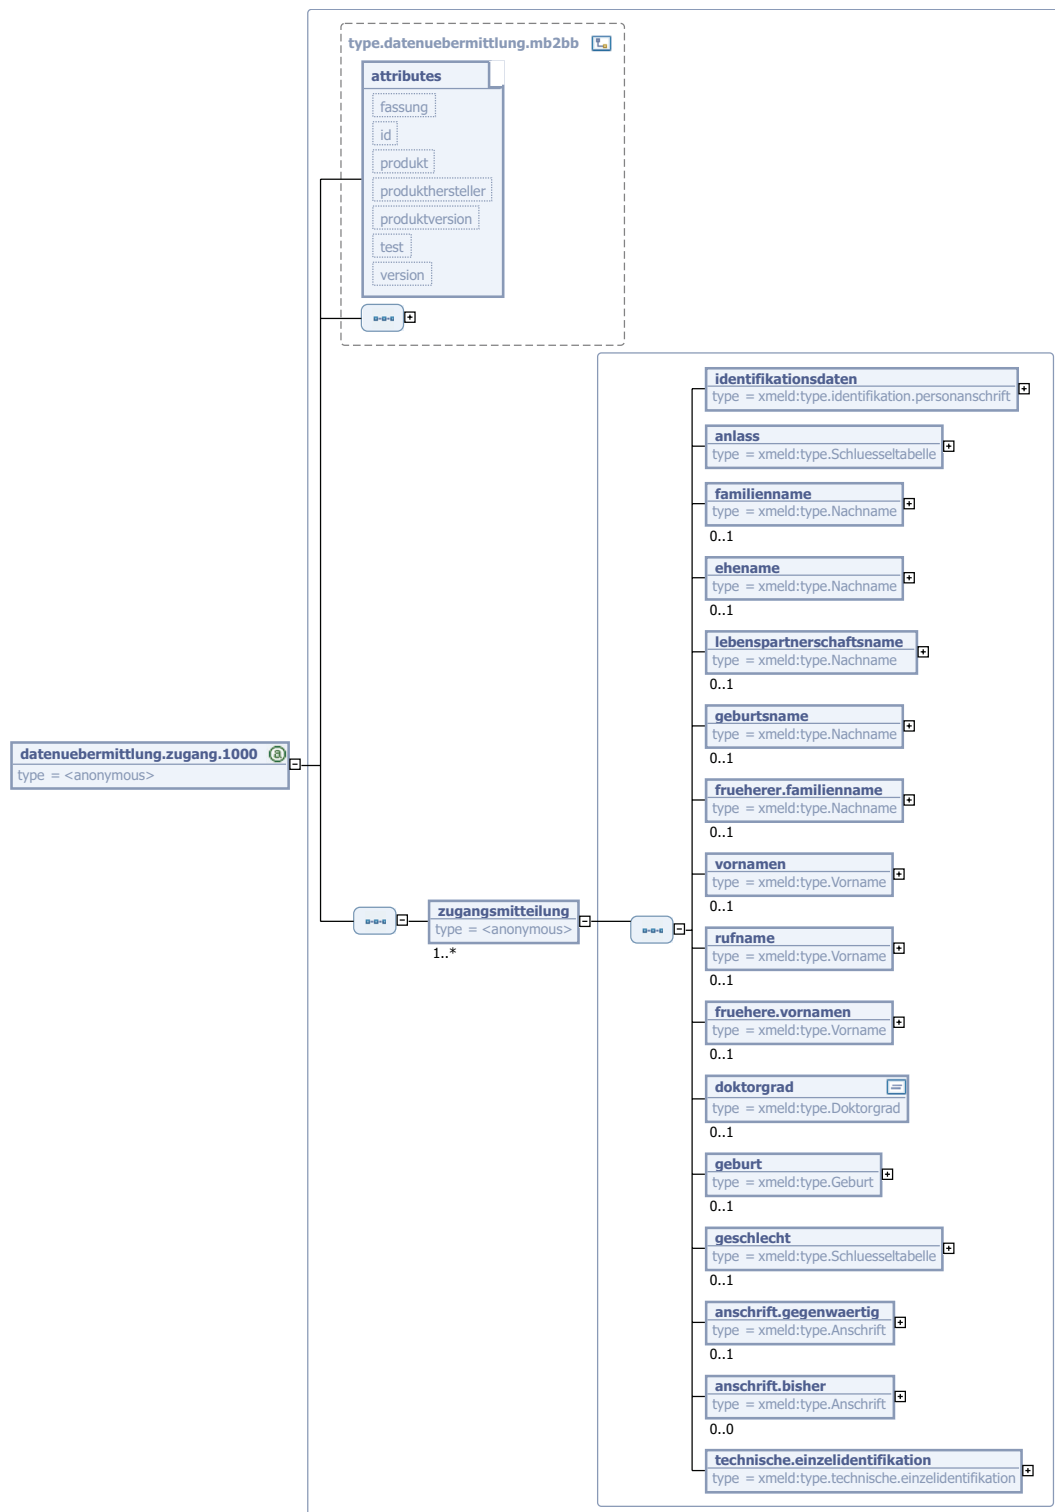 type.datenuebermittlung.mb2bb
attributes
fassung
id
produkt
produkthersteller
produktversion
test
version
datenuebermittlung.zugang.1000
type = <anonymous>
zugangsmitteilung
type = <anonymous>
1..*
identifikationsdaten
type = xmeld:type.identifikation.personanschrift
anlass
type = xmeld:type.Schluesseltabelle
familienname
type = xmeld:type.Nachname
0..1
ehename
type = xmeld:type.Nachname
0..1
lebenspartnerschaftsname
type = xmeld:type.Nachname
0..1
geburtsname
type = xmeld:type.Nachname
0..1
frueherer.familienname
type = xmeld:type.Nachname
0..1
vornamen
type = xmeld:type.Vorname
0..1
rufname
type = xmeld:type.Vorname
0..1
fruehere.vornamen
type = xmeld:type.Vorname
0..1
doktorgrad
type = xmeld:type.Doktorgrad
0..1
geburt
type = xmeld:type.Geburt
0..1
geschlecht
type = xmeld:type.Schluesseltabelle
0..1
anschrift.gegenwaertig
type = xmeld:type.Anschrift
0..1
anschrift.bisher
type = xmeld:type.Anschrift
0..0
technische.einzelidentifikation
type = xmeld:type.technische.einzelidentifikation